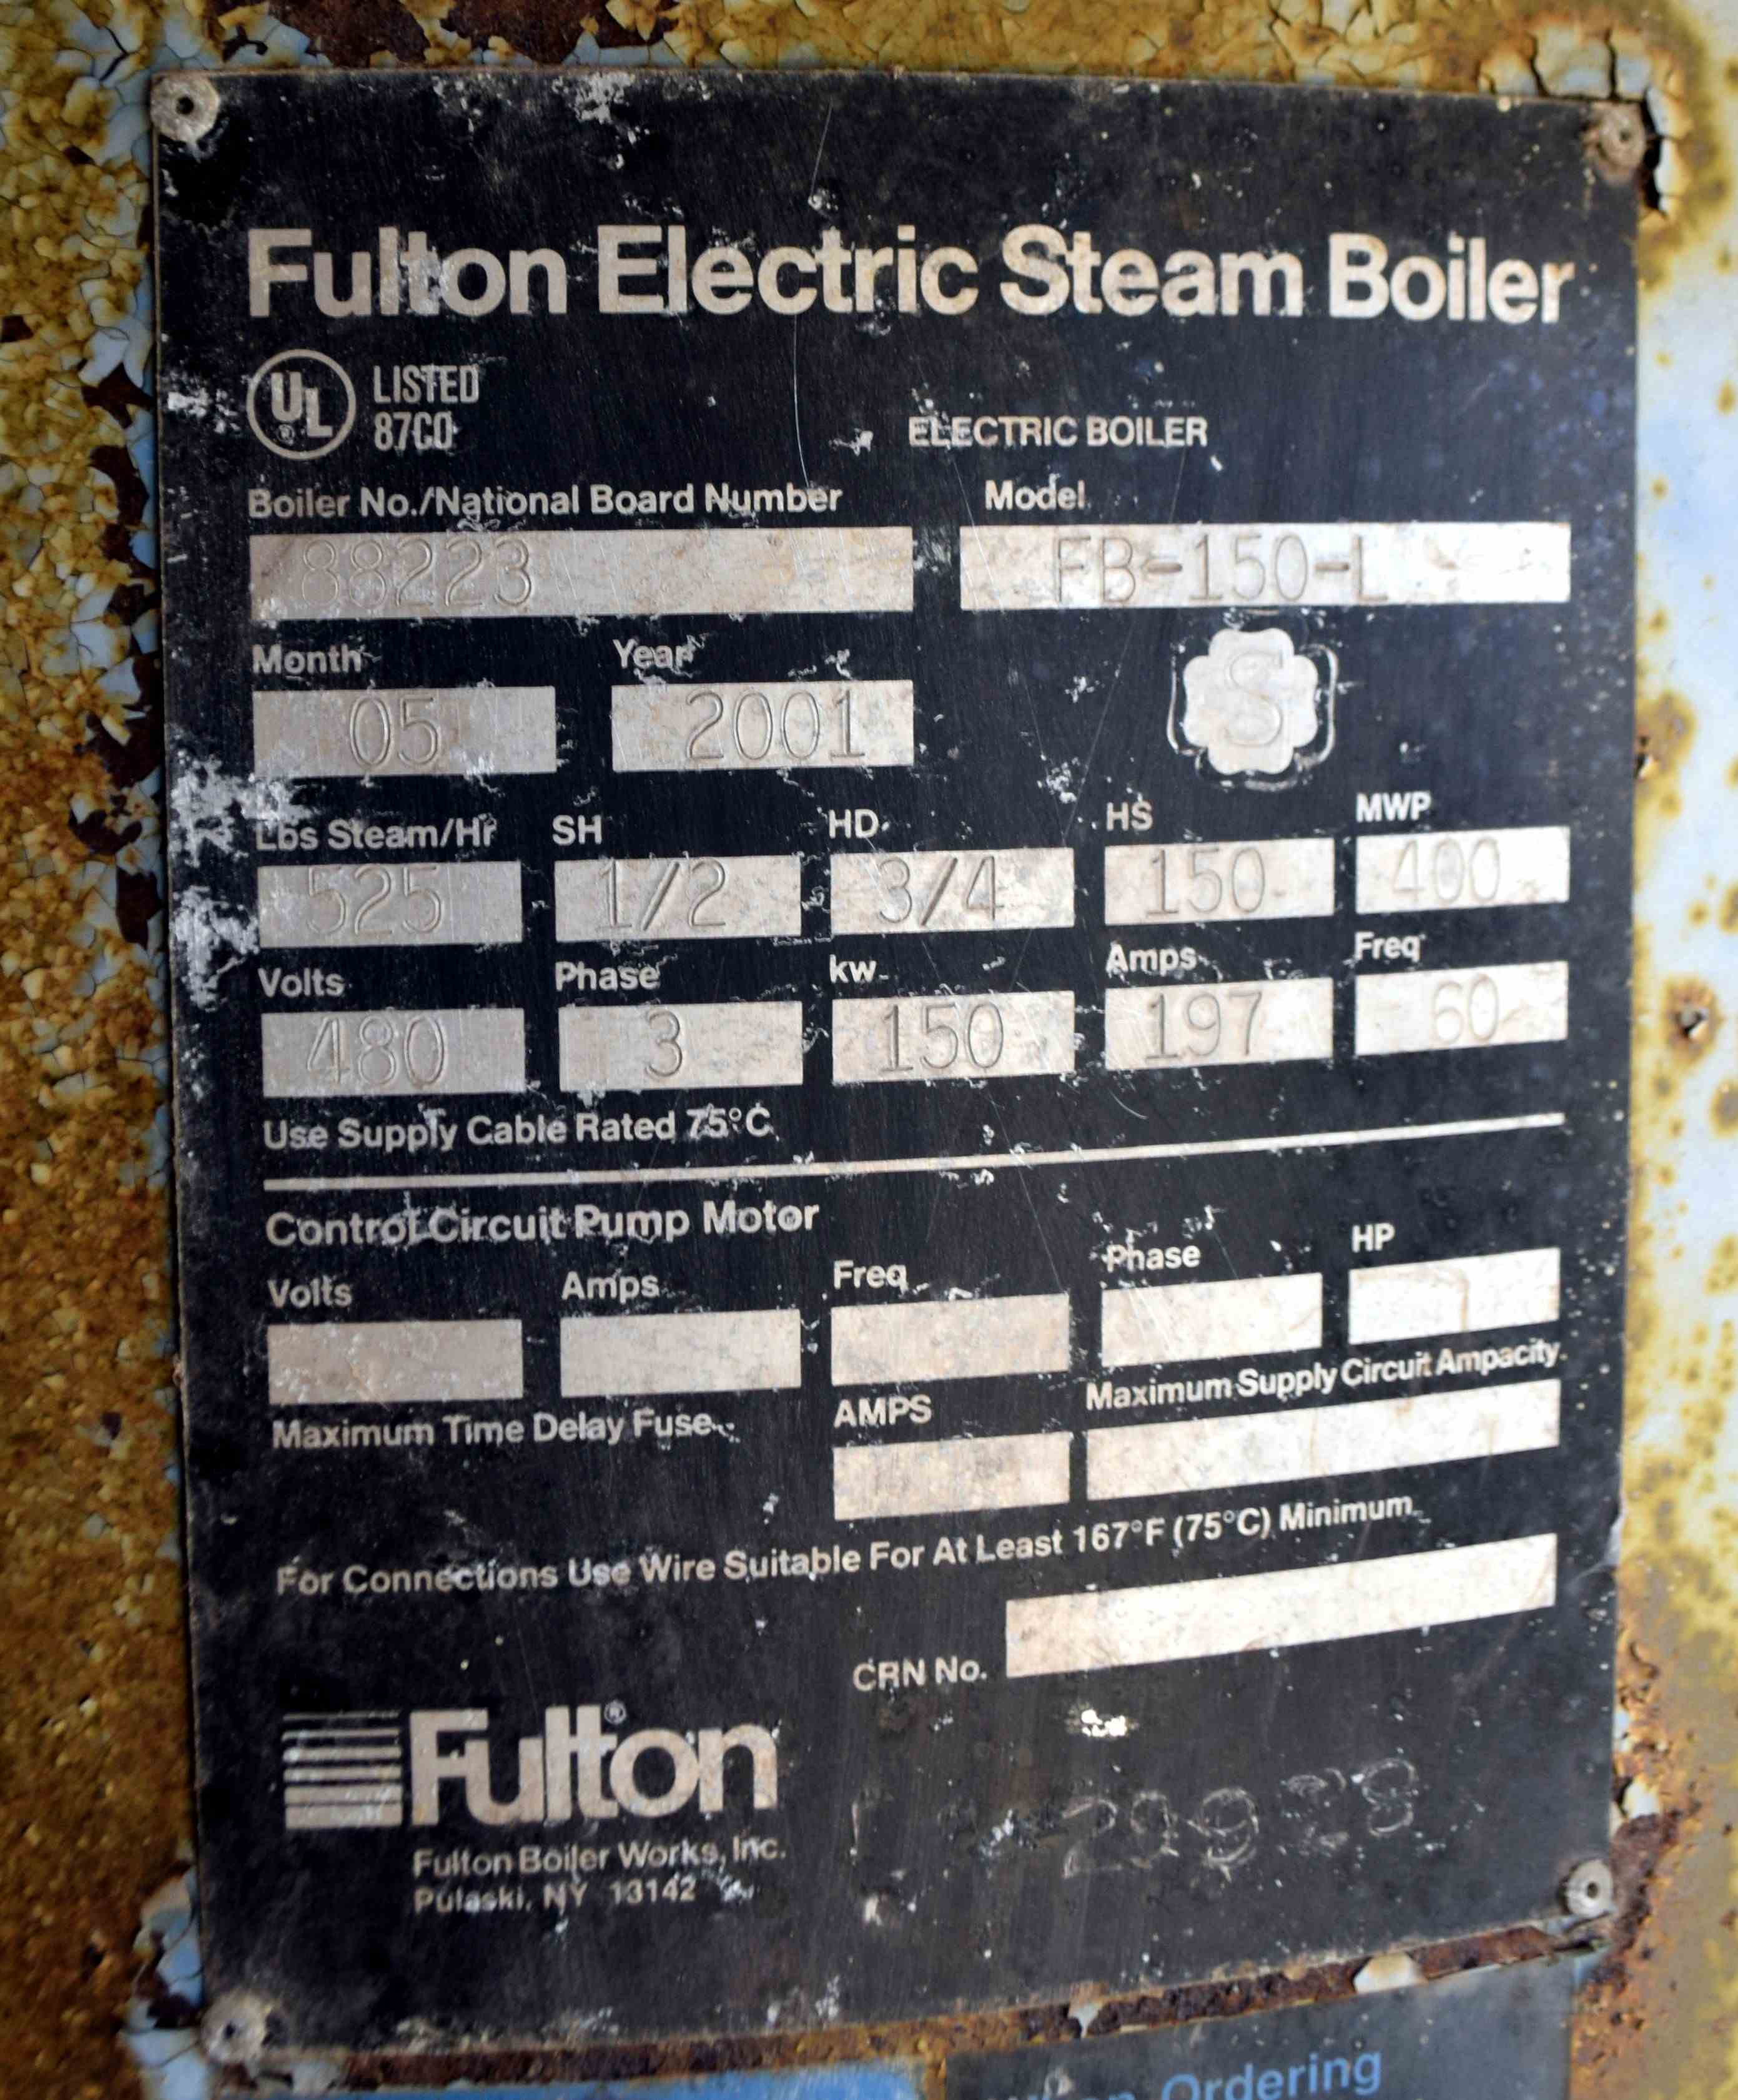 Fulton Electric Steam Boiler
UL ® LISTED
87C0
ELECTRIC BOILER
Boiler No./National Board Number Model
88223 FB-150-L
Month Year
05 2001
S
Lbs Steam/Hr SH HD HS MWP
525 1/2 3/4 150 400
Volts Phase kw Amps Freq
480 3 150 197 60
Use Supply Cable Rated 75°C
Control Circuit Pump Motor
Volts Amps Freq Phase HP
Maximum Time Delay Fuse AMPS Maximum Supply Circuit Ampacity
For Connections Use Wire Suitable For At Least 167°F (75°C) Minimum
CRN No.
Fulton®
Fulton Boiler Works, Inc.
Pulaski, NY 13142
Ordering